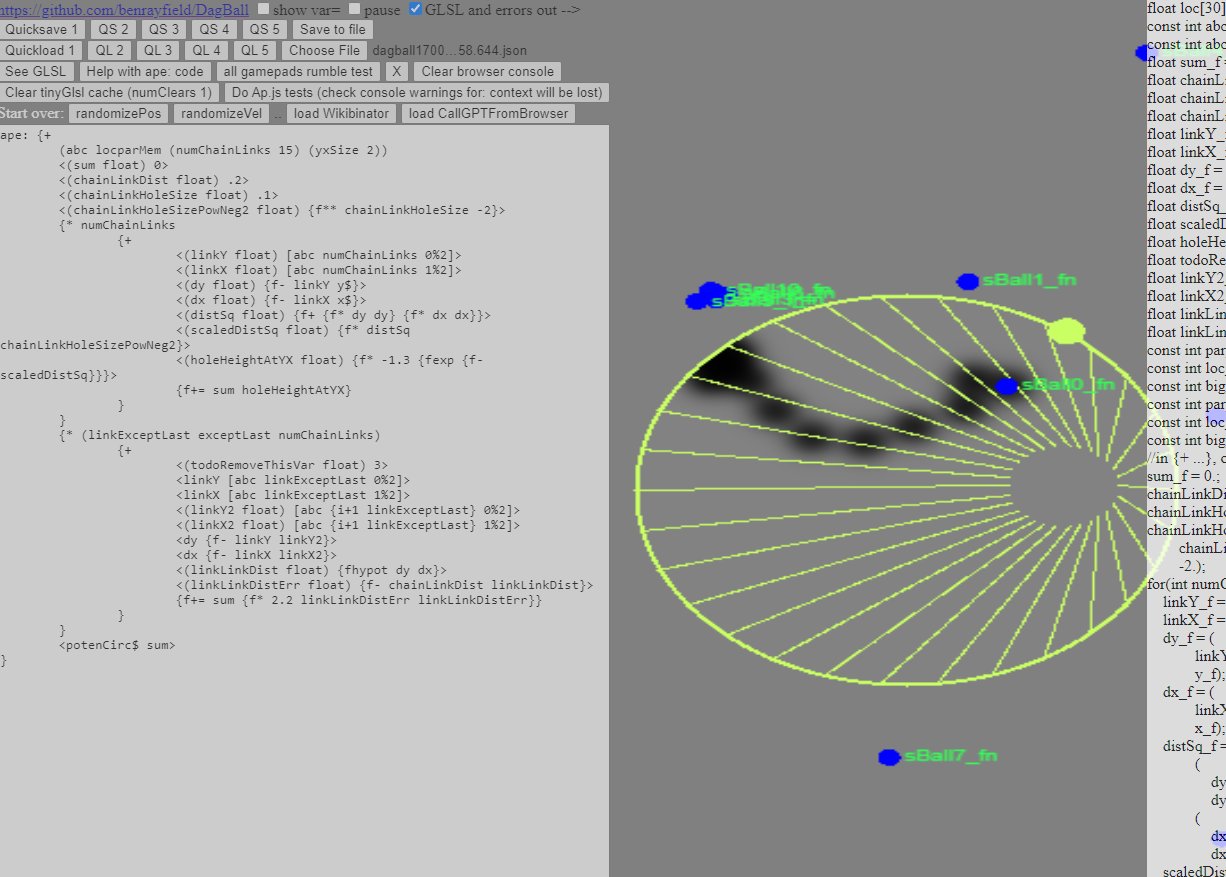 https://github.com/benrayfield/DagBall show var= pause GLSL and errors out -->
Quicksave 1 QS 2 QS 3 QS 4 QS 5 Save to file
Quickload 1 QL 2 QL 3 QL 4 QL 5 Choose File dagball1700...58.644.json
See GLSL Help with ape: code all gamepads rumble test X Clear browser console
Clear tinyGlsl cache (numClears 1) Do Ap.js tests (check console warnings for: context will be lost)
Start over: randomizePos randomizeVel .. load Wikibinator load CallGPTFromBrowser
ape: {+
(abc locparMem (numChainLinks 15) (yxSize 2))
<(sum float) 0>
<(chainLinkDist float) .2>
<(chainLinkHoleSize float) .1>
<(chainLinkHoleSizePowNeg2 float) {f** chainLinkHoleSize -2}>
{* numChainLinks
{+
<(linkY float) [abc numChainLinks 0%2]>
<(linkX float) [abc numChainLinks 1%2]>
<(dy float) {f- linkY y$}>
<(dx float) {f- linkX x$}>
<(distSq float) {f+ {f* dy dy} {f* dx dx}}>
<(scaledDistSq float) {f* distSq
chainLinkHoleSizePowNeg2}>
<(holeHeightAtYX float) {f* -1.3 {fexp {f-
scaledDistSq}}}>
{f+= sum holeHeightAtYX}
}
}
{* (linkExceptLast exceptLast numChainLinks)
{+
<(todoRemoveThisVar float) 3>
<linkY [abc linkExceptLast 0%2]>
<linkX [abc linkExceptLast 1%2]>
<(linkY2 float) [abc {i+1 linkExceptLast} 0%2]>
<(linkX2 float) [abc {i+1 linkExceptLast} 1%2]>
<dy {f- linkY linkY2}>
<dx {f- linkX linkX2}>
<(linkLinkDist float) {fhypot dy dx}>
<(linkLinkDistErr float) {f- chainLinkDist linkLinkDist}>
{f+= sum {f* 2.2 linkLinkDistErr linkLinkDistErr}}
}
}
<potenCirc$ sum>
}
sBall1_fn
sBall0_fn
sBall7_fn
float loc[30]
const int abc
const int abc
float sum_f =
float chainLi
float chainLi
float chainLi
float linkY_
float linkX_
float dy_f =
float dx_f =
float distSq_
float scaledD
float holeHe
float todoRe
float linkY2_
float linkX2_
float linkLin
float linkLin
const int par
const int loc_
const int big
const int par
const int loc_
const int big
//in {+ ...}, c
sum_f = 0.;
chainLinkDi
chainLinkHo
chainLinkHo
chainLi
-2.);
for(int numC
linkY_f =
linkX_f =
dy_f = (
linkY
y_f);
dx_f = (
linkX
x_f);
distSq_f =
(
dy
dy
(
dx
dx
scaledDis